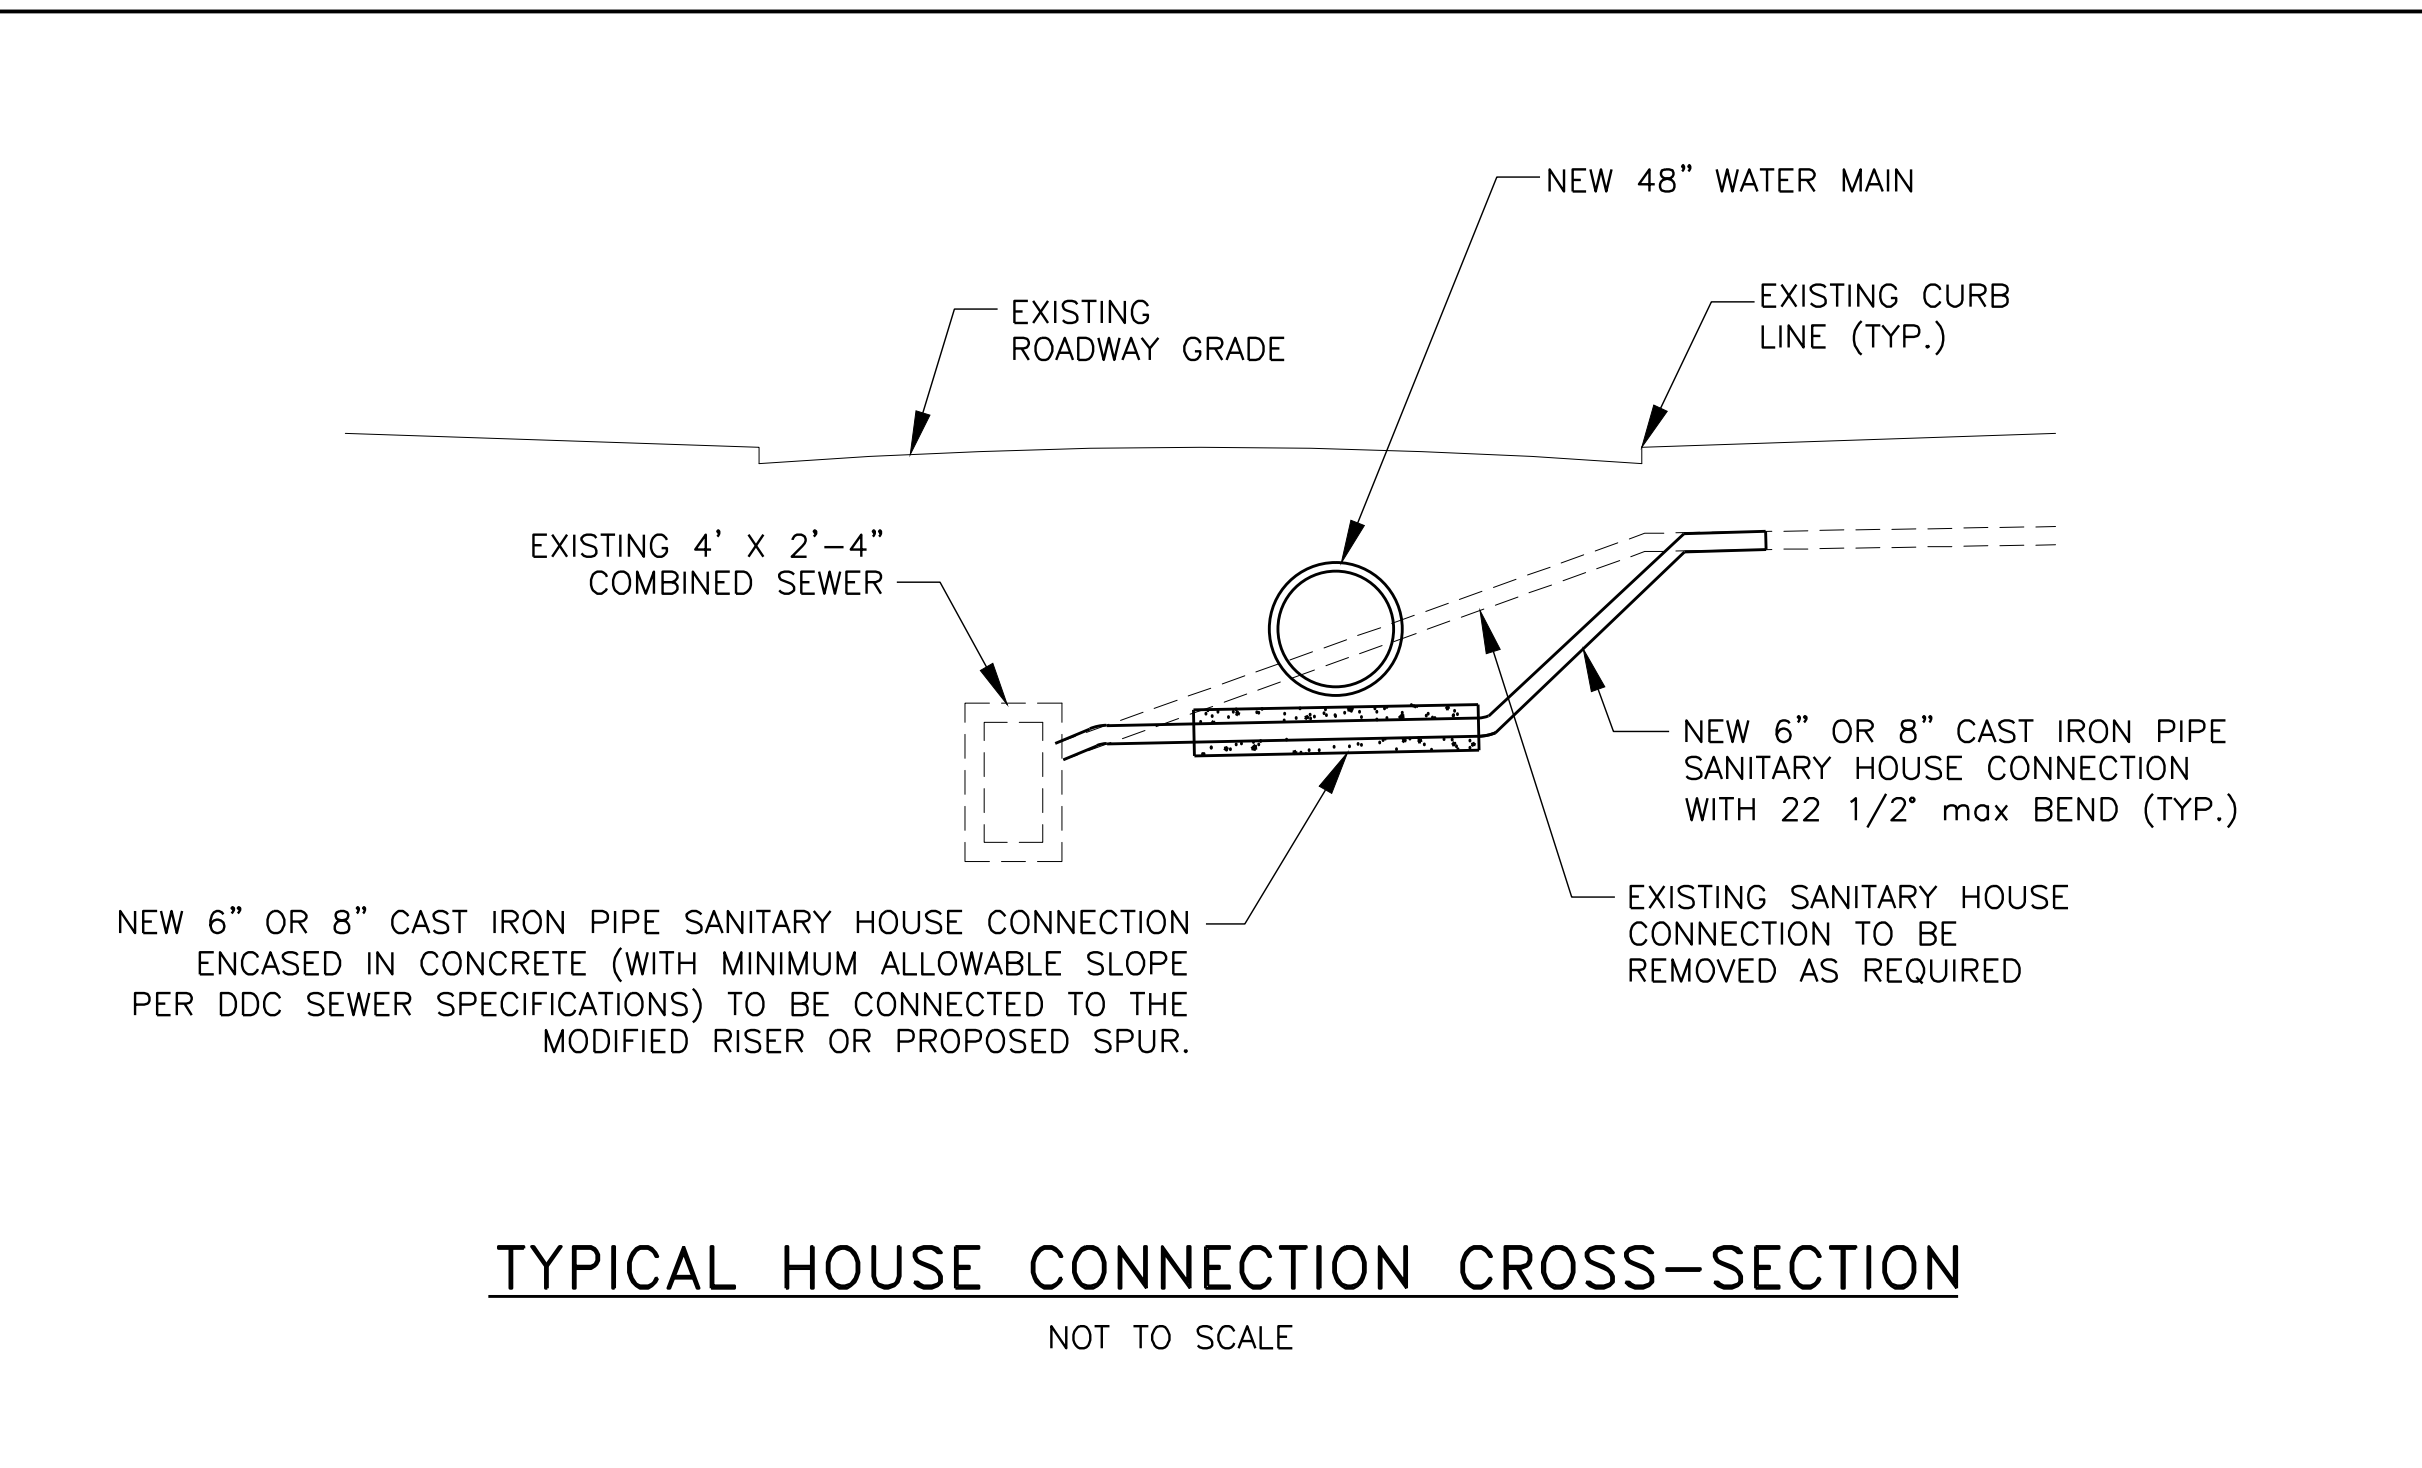 NEW 48" WATER MAIN
EXISTING
ROADWAY GRADE
EXISTING CURB
LINE (TYP.)
EXISTING 4' X 2'-4"
COMBINED SEWER
NEW 6" OR 8" CAST IRON PIPE
SANITARY HOUSE CONNECTION
WITH 22 1/2° max BEND (TYP.)
EXISTING SANITARY HOUSE
CONNECTION TO BE
REMOVED AS REQUIRED
NEW 6" OR 8" CAST IRON PIPE SANITARY HOUSE CONNECTION
ENCASED IN CONCRETE (WITH MINIMUM ALLOWABLE SLOPE
PER DDC SEWER SPECIFICATIONS) TO BE CONNECTED TO THE
MODIFIED RISER OR PROPOSED SPUR.
TYPICAL HOUSE CONNECTION CROSS-SECTION
NOT TO SCALE